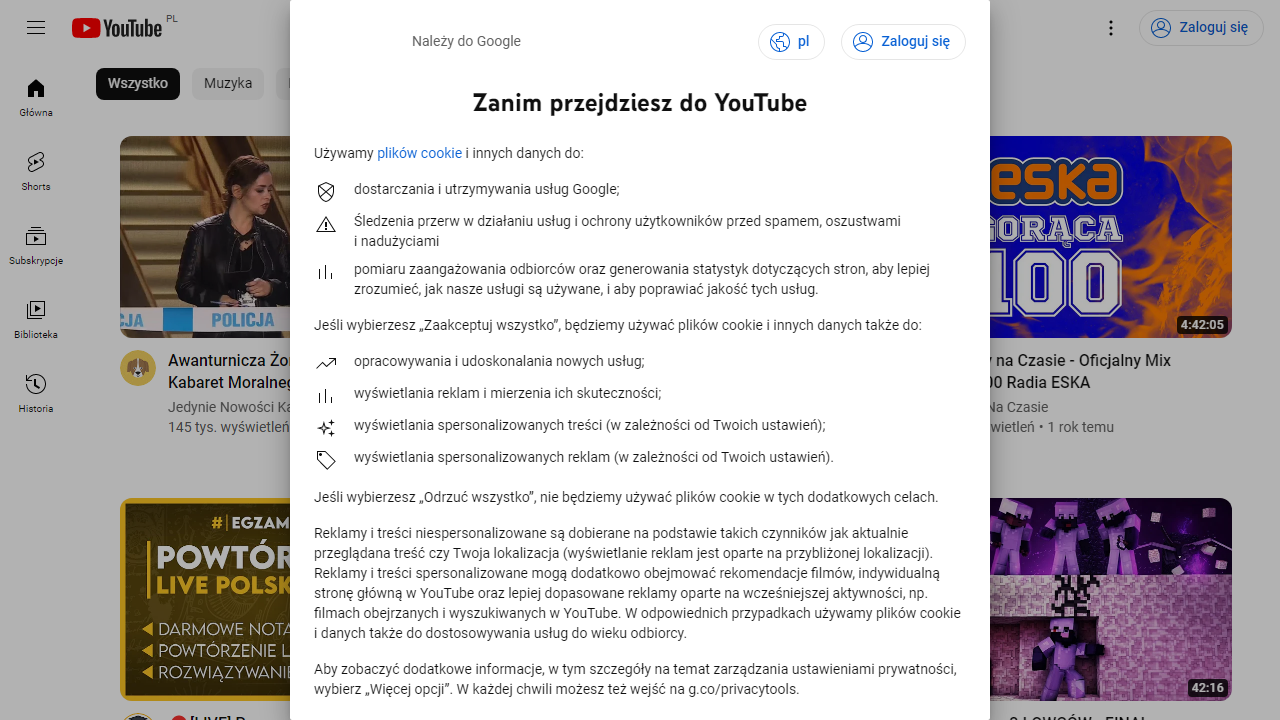 YouTube PL
Zaloguj się
Główna
Shorts
Subskrypcje
Biblioteka
Historia
Wszystko
Muzyka
POLICJA
Awanturnicza
Kabaret
Jedynie Nowości
145 tys. wyświetleń
# EGZAM
LIVE
DARMOWE
POWTÓRZENIE
Należy do Google
pl
Zaloguj się
Zanim przejdziesz do YouTube
Używamy plików cookie i innych danych do:
dostarczania i utrzymywania usług Google;
Śledzenia przerw w działaniu usług i ochrony użytkowników przed spamem, oszustwami
i nadużyciami
pomiaru zaangażowania odbiorców oraz generowania statystyk dotyczących stron, aby lepiej
zrozumieć, jak nasze usługi są używane, i aby poprawiać jakość tych usług.
Jeśli wybierzesz „Zaakceptuj wszystko”, będziemy używać plików cookie i innych danych także do:
opracowywania i udoskonalania nowych usług;
wyświetlania reklam i mierzenia ich skuteczności;
wyświetlania spersonalizowanych treści (w zależności od Twoich ustawień);
wyświetlania spersonalizowanych reklam (w zależności od Twoich ustawień).
Jeśli wybierzesz „Odrzuć wszystko”, nie będziemy używać plików cookie w tych dodatkowych celach.
Reklamy i treści niespersonalizowane są dobierane na podstawie takich czynników jak aktualnie
przeglądana treść czy Twoja lokalizacja (wyświetlanie reklam jest oparte na przybliżonej lokalizacji).
Reklamy i treści spersonalizowane mogą dodatkowo obejmować rekomendacje filmów, indywidualną
stronę główną w YouTube oraz lepiej dopasowane reklamy oparte na wcześniejszej aktywności, np.
filmach obejrzanych i wyszukiwanych w YouTube. W odpowiednich przypadkach używamy plików cookie
i danych także do dostosowywania usług do wieku odbiorcy.
Aby zobaczyć dodatkowe informacje, w tym szczegóły na temat zarządzania ustawieniami prywatności,
wybierz „Więcej opcji”. W każdej chwili możesz też wejść na g.co/privacytools.
eska
GORĄCA
100
4:42:05
na Czasie - Oficjalny Mix
Radia ESKA
Na Czasie
• 1 rok temu
42:16